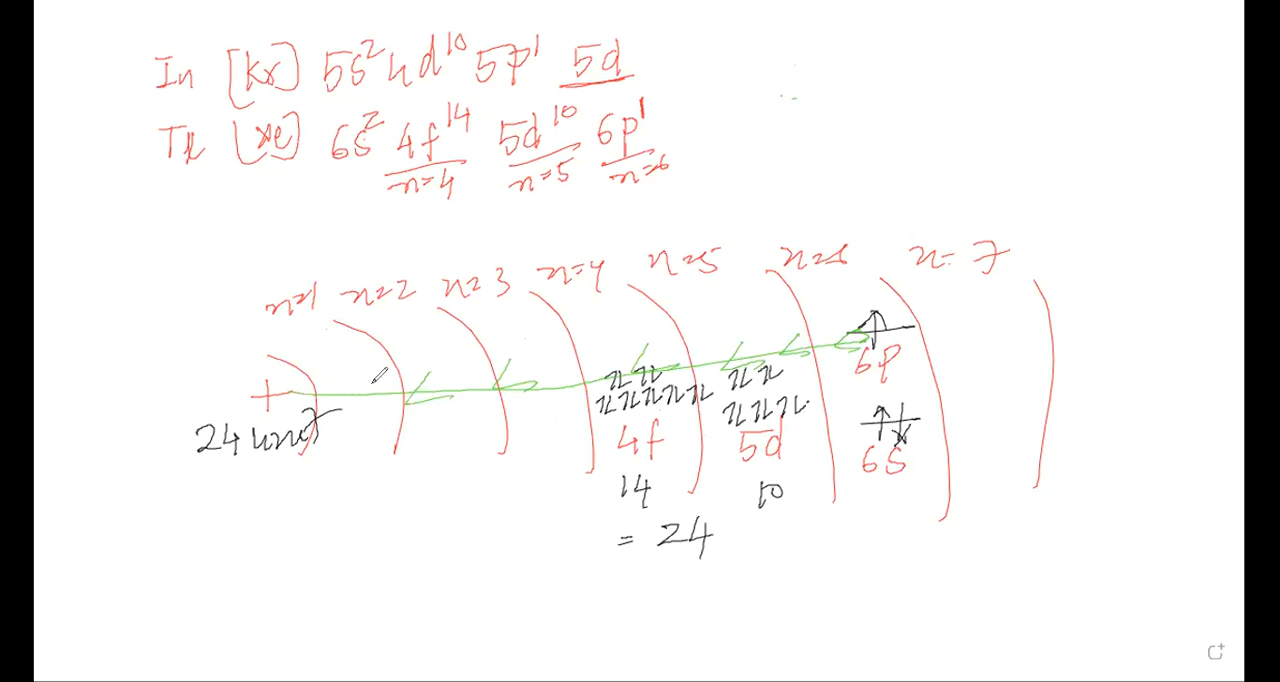 In [Kr] 5s² 4d¹⁰ 5p¹ 5d
Tl [Xe] 6s² 4f¹⁴ 5d¹⁰ 6p¹
n=4 n=5 n=6
n=1 n=2 n=3 n=4 n=5 n=6 n=7
6p
24 unit 4f 5d 6s
14 10
= 24